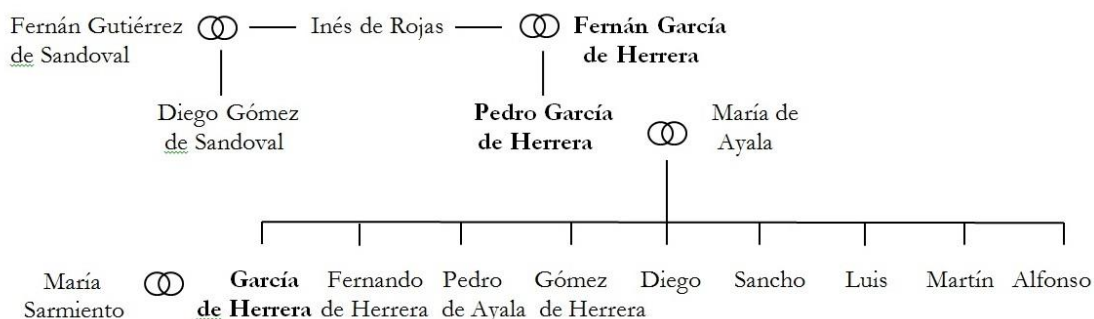 Fernán Gutiérrez de Sandoval
Inés de Rojas
Fernán García de Herrera
Diego Gómez de Sandoval
Pedro García de Herrera
María de Ayala
María Sarmiento
García de Herrera
Fernando de Herrera
Pedro de Ayala
Gómez de Herrera
Diego
Sancho
Luis
Martín
Alfonso